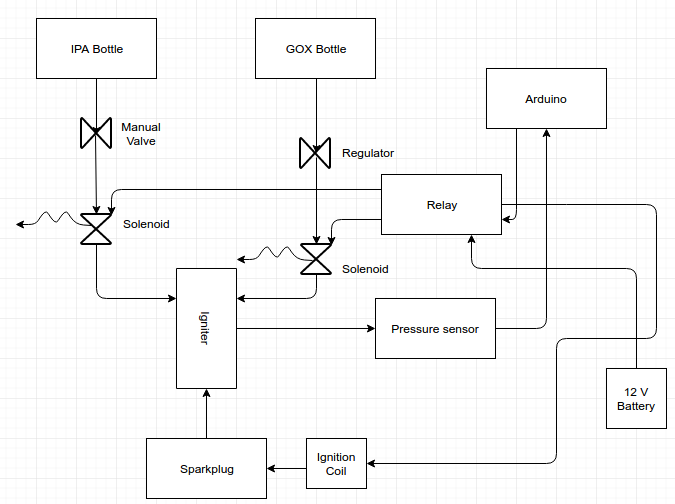 IPA Bottle
GOX Bottle
Arduino
Manual
Valve
Regulator
Relay
Solenoid
Solenoid
Igniter
Pressure sensor
12 V
Battery
Sparkplug
Ignition
Coil